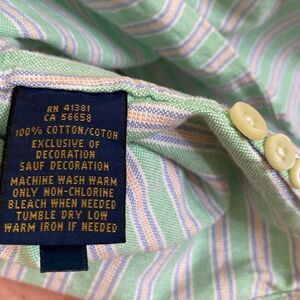 RN 41381
CA 56658
100% COTTON/COTON
EXCLUSIVE OF
DECORATION
SAUF DECORATION
MACHINE WASH WARM
ONLY NON-CHLORINE
BLEACH WHEN NEEDED
TUMBLE DRY LOW
WARM IRON IF NEEDED